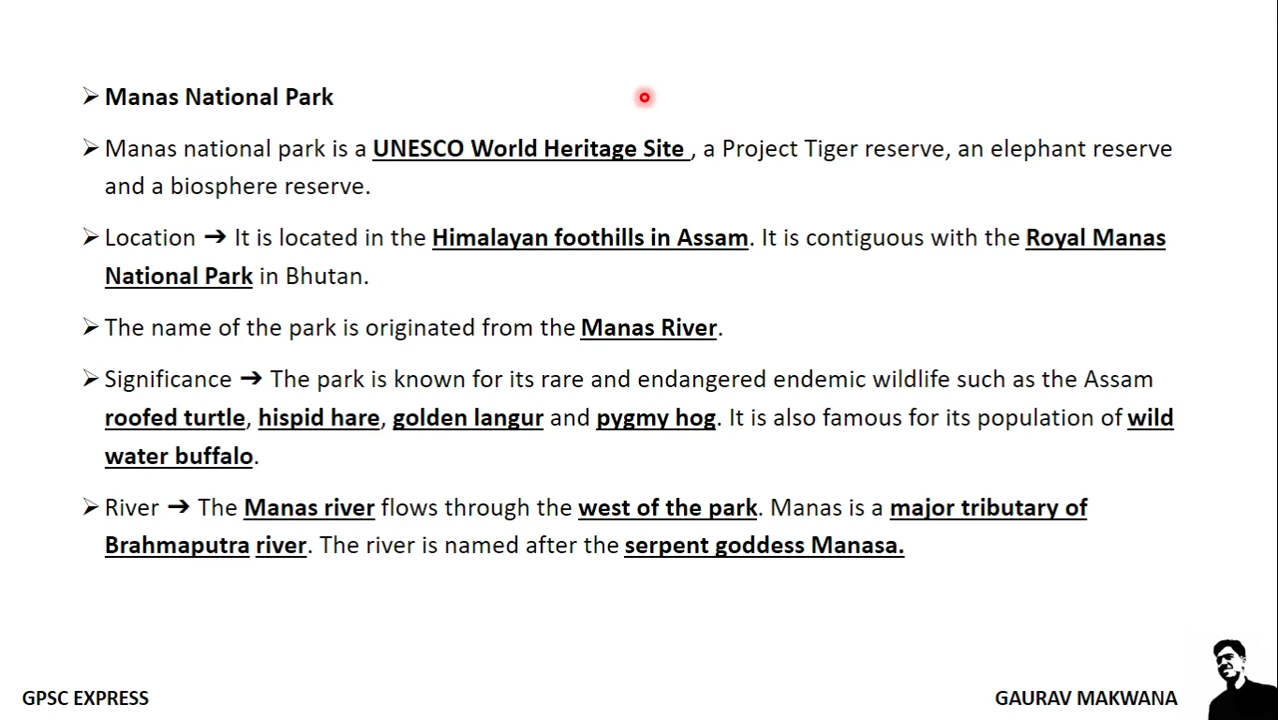 ➢ Manas National Park
➢ Manas national park is a UNESCO World Heritage Site , a Project Tiger reserve, an elephant reserve
and a biosphere reserve.
➢ Location ➔ It is located in the Himalayan foothills in Assam. It is contiguous with the Royal Manas
National Park in Bhutan.
➢ The name of the park is originated from the Manas River.
➢ Significance ➔ The park is known for its rare and endangered endemic wildlife such as the Assam
roofed turtle, hispid hare, golden langur and pygmy hog. It is also famous for its population of wild
water buffalo.
➢ River ➔ The Manas river flows through the west of the park. Manas is a major tributary of
Brahmaputra river. The river is named after the serpent goddess Manasa.
GPSC EXPRESS
GAURAV MAKWANA